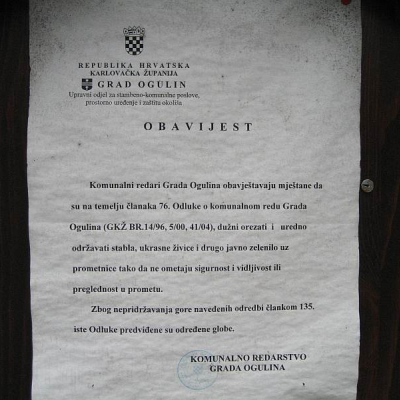 REPUBLIKA HRVATSKA
KARLOVAČKA ŽUPANIJA
GRAD OGULIN
Upravni odjel za stambeno-komunalne poslove,
prostorno uređenje i zaštitu okoliša
OBAVIJEST
Komunalni redari Grada Ogulina obavještavaju mještane da
su na temelju članaka 76. Odluke o komunalnom redu Grada
Ogulina (GKŽ BR.14/96, 5/00, 41/04), dužni orezati i uredno
održavati stabla, ukrasne živice i drugo javno zelenilo uz
prometnice tako da ne ometaju sigurnost i vidljivost ili
preglednost u prometu.
Zbog nepridržavanja gore navedenih odredbi člankom 135.
iste Odluke predviđene su određene globe.
KOMUNALNO REDARSTVO
GRADA OGULINA